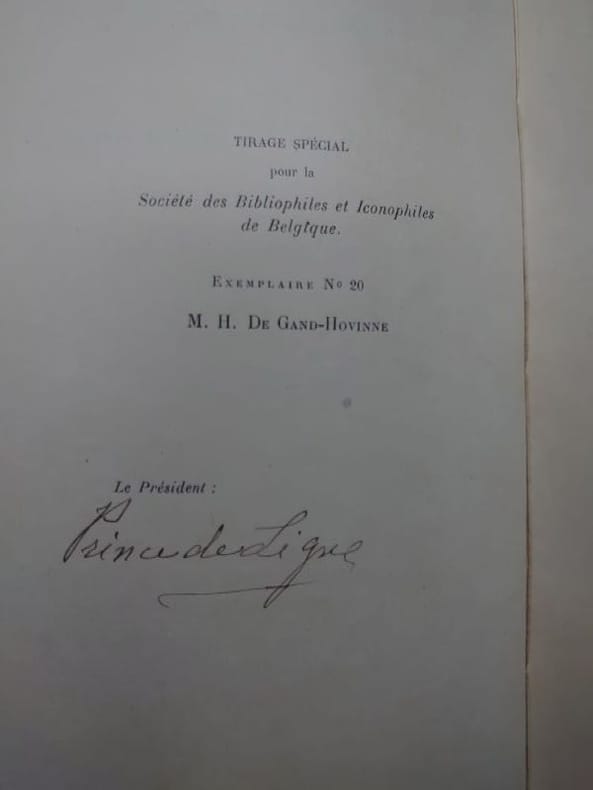 TIRAGE SPÉCIAL
pour la
Société des Bibliophiles et Iconophiles
de Belgique.
EXEMPLAIRE No 20
M. H. DE GAND-HOVINNE
Le Président :
Prince de Ligne